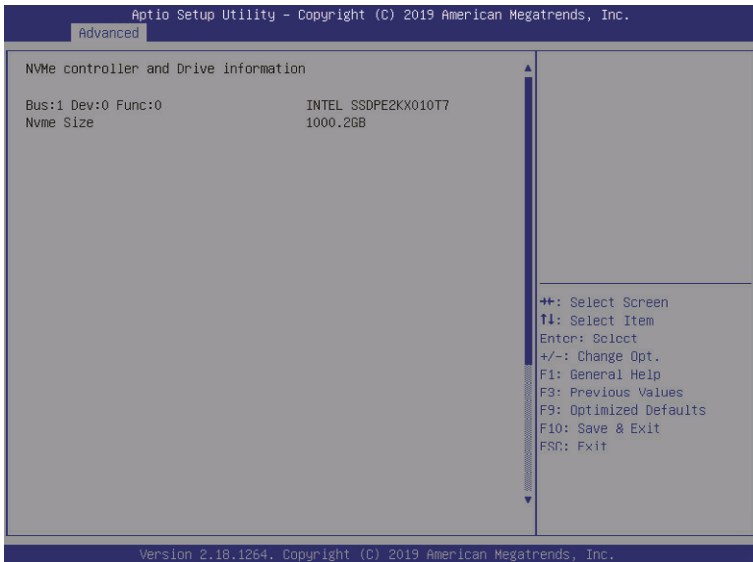 Aptio Setup Utility – Copyright (C) 2019 American Megatrends, Inc.
Advanced
NVMe controller and Drive information
Bus:1 Dev:0 Func:0 INTEL SSDPE2KX010T7
Nvme Size 1000.2GB
→←: Select Screen
↑↓: Select Item
Enter: Select
+/-: Change Opt.
F1: General Help
F3: Previous Values
F9: Optimized Defaults
F10: Save & Exit
ESC: Exit
Version 2.18.1264. Copyright (C) 2019 American Megatrends, Inc.